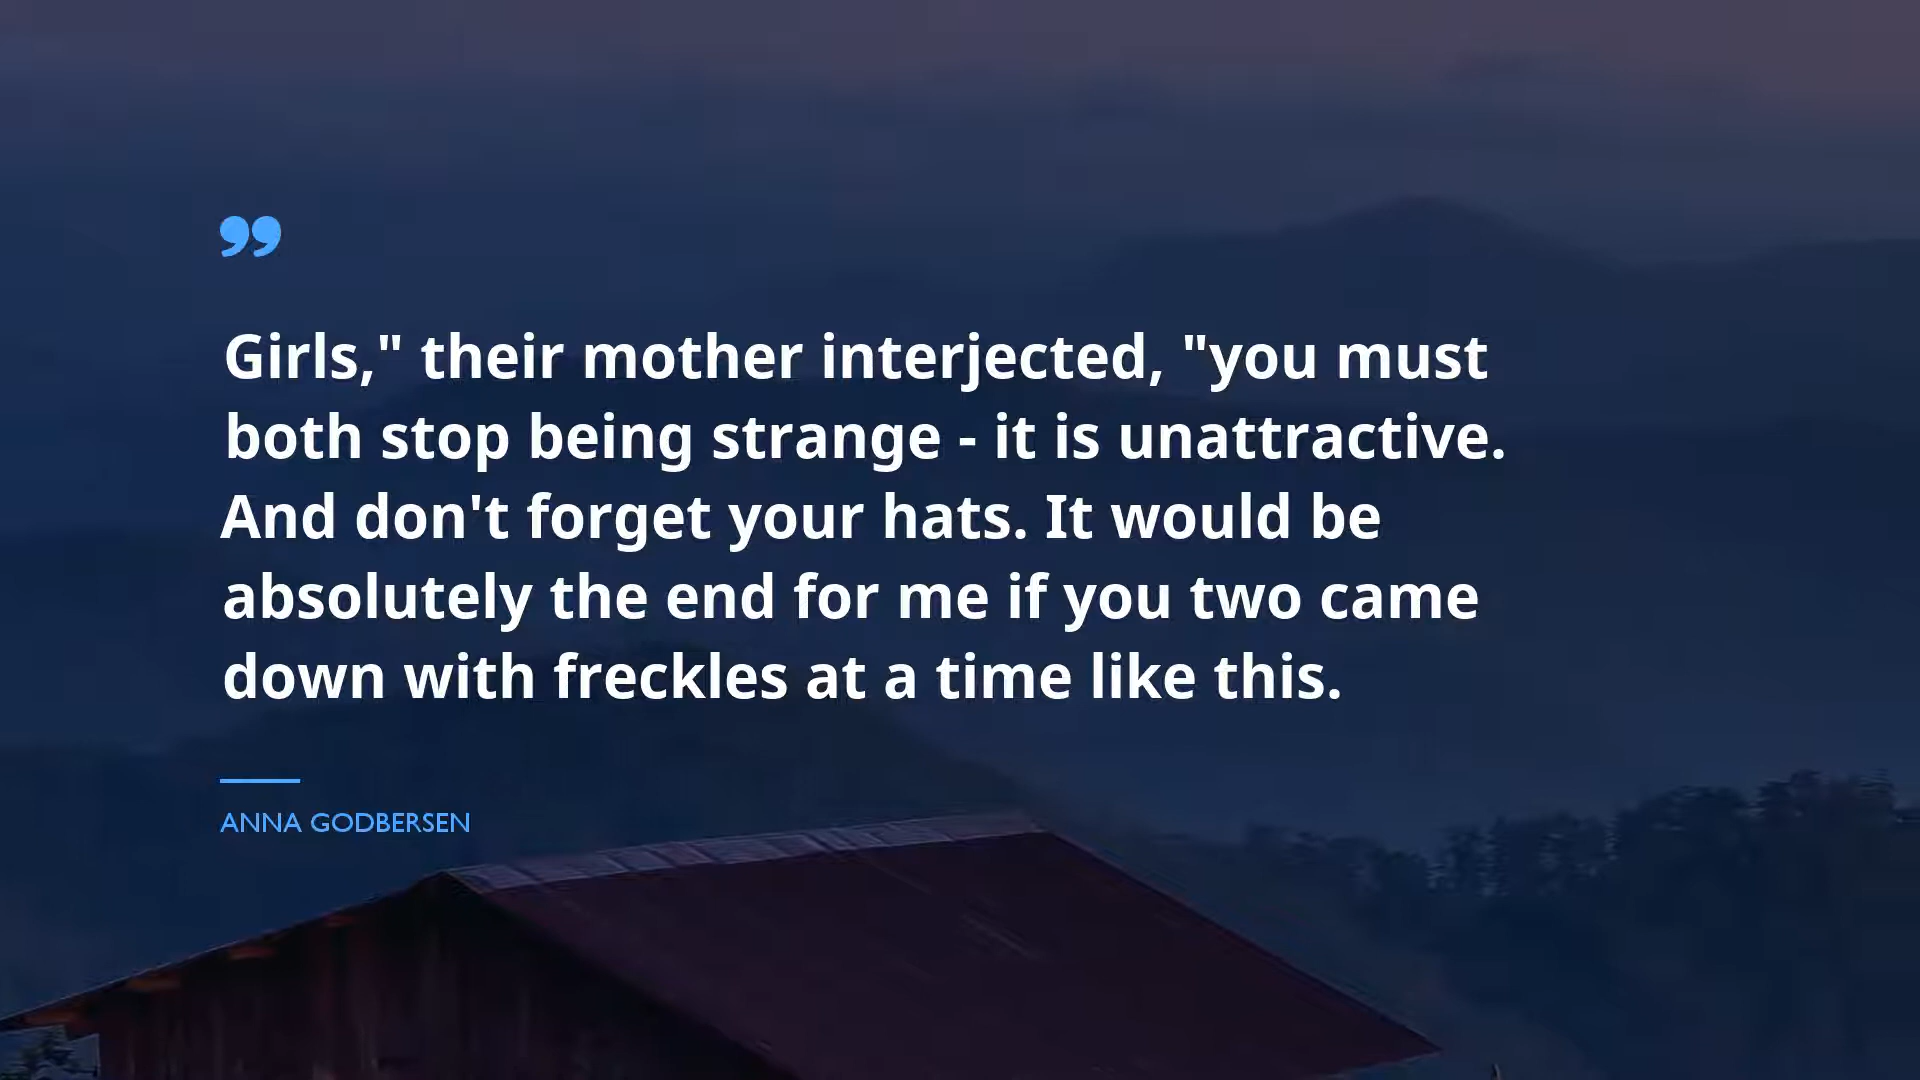 ”
Girls," their mother interjected, "you must
both stop being strange - it is unattractive.
And don't forget your hats. It would be
absolutely the end for me if you two came
down with freckles at a time like this.
ANNA GODBERSEN